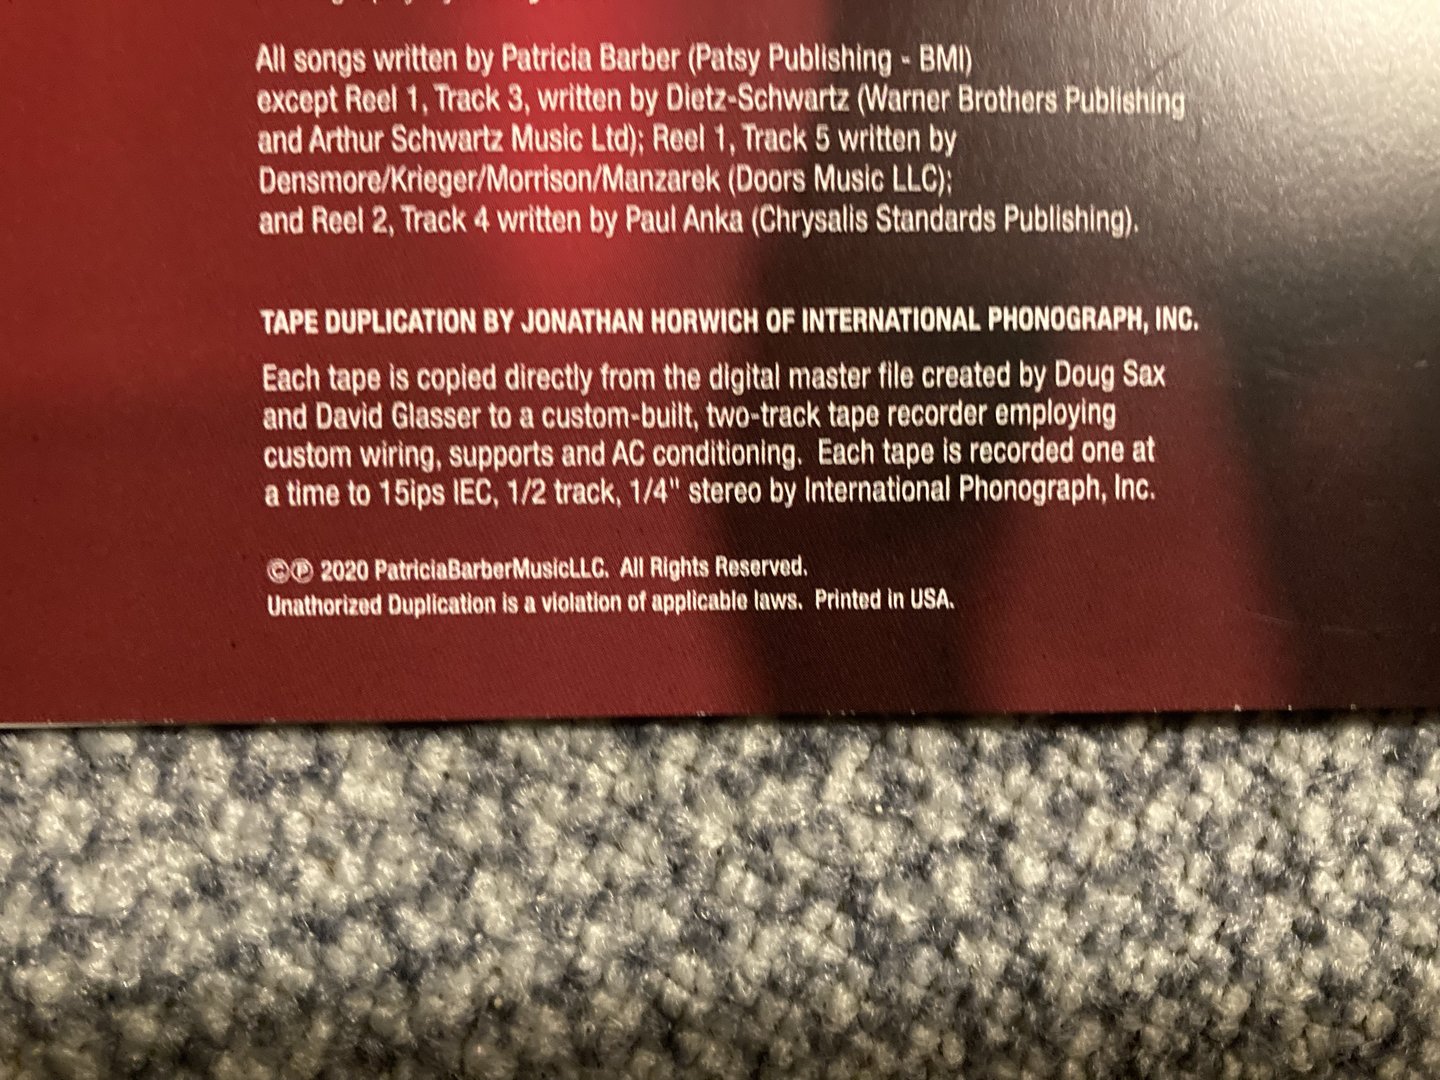 All songs written by Patricia Barber (Patsy Publishing - BMI)
except Reel 1, Track 3, written by Dietz-Schwartz (Warner Brothers Publishing
and Arthur Schwartz Music Ltd); Reel 1, Track 5 written by
Densmore/Krieger/Morrison/Manzarek (Doors Music LLC);
and Reel 2, Track 4 written by Paul Anka (Chrysalis Standards Publishing).
TAPE DUPLICATION BY JONATHAN HORWICH OF INTERNATIONAL PHONOGRAPH, INC.
Each tape is copied directly from the digital master file created by Doug Sax
and David Glasser to a custom-built, two-track tape recorder employing
custom wiring, supports and AC conditioning.  Each tape is recorded one at
a time to 15ips IEC, 1/2 track, 1/4" stereo by International Phonograph, Inc.
©℗ 2020 PatriciaBarberMusicLLC.  All Rights Reserved.
Unathorized Duplication is a violation of applicable laws.  Printed in USA.